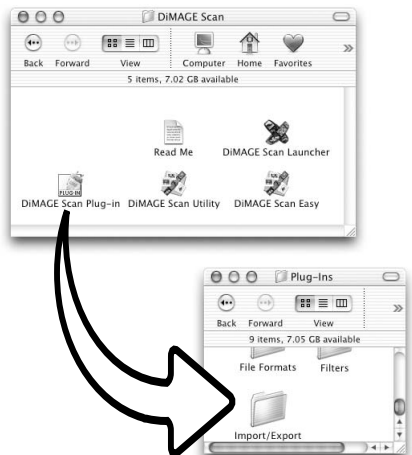 DiMAGE Scan
Back Forward View Computer Home Favorites
5 items, 7.02 GB available
Read Me DiMAGE Scan Launcher
PLUG-IN
DiMAGE Scan Plug-in DiMAGE Scan Utility DiMAGE Scan Easy
Plug-Ins
Back Forward View
9 items, 7.05 GB available
File Formats Filters
Import/Export